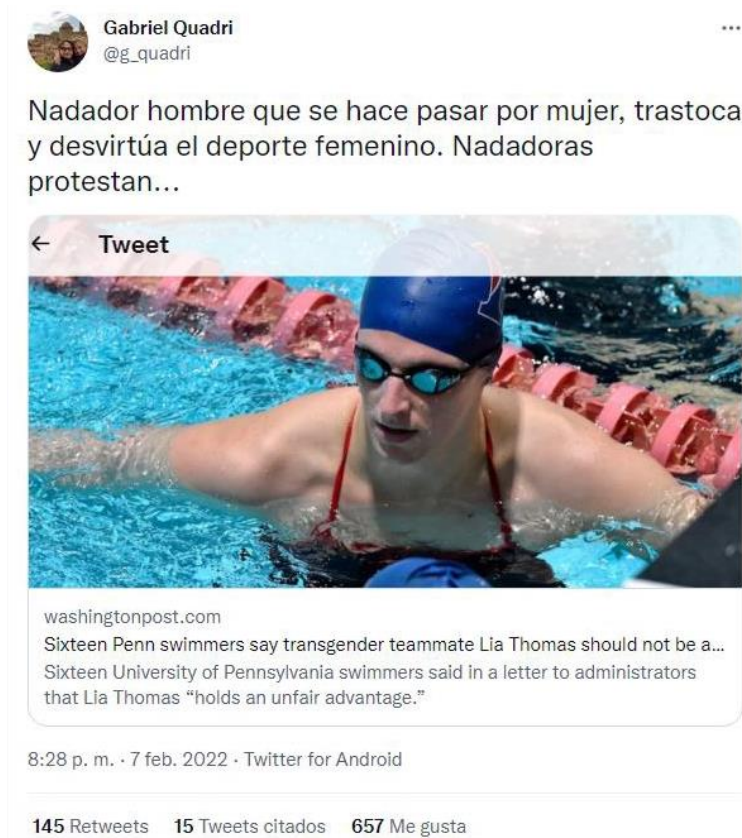 Gabriel Quadri
@g_quadri
Nadador hombre que se hace pasar por mujer, trastoca
y desvirtúa el deporte femenino. Nadadoras
protestan...
Tweet
washingtonpost.com
Sixteen Penn swimmers say transgender teammate Lia Thomas should not be a...
Sixteen University of Pennsylvania swimmers said in a letter to administrators
that Lia Thomas “holds an unfair advantage.”
8:28 p. m. · 7 feb. 2022 · Twitter for Android
145 Retweets 15 Tweets citados 657 Me gusta